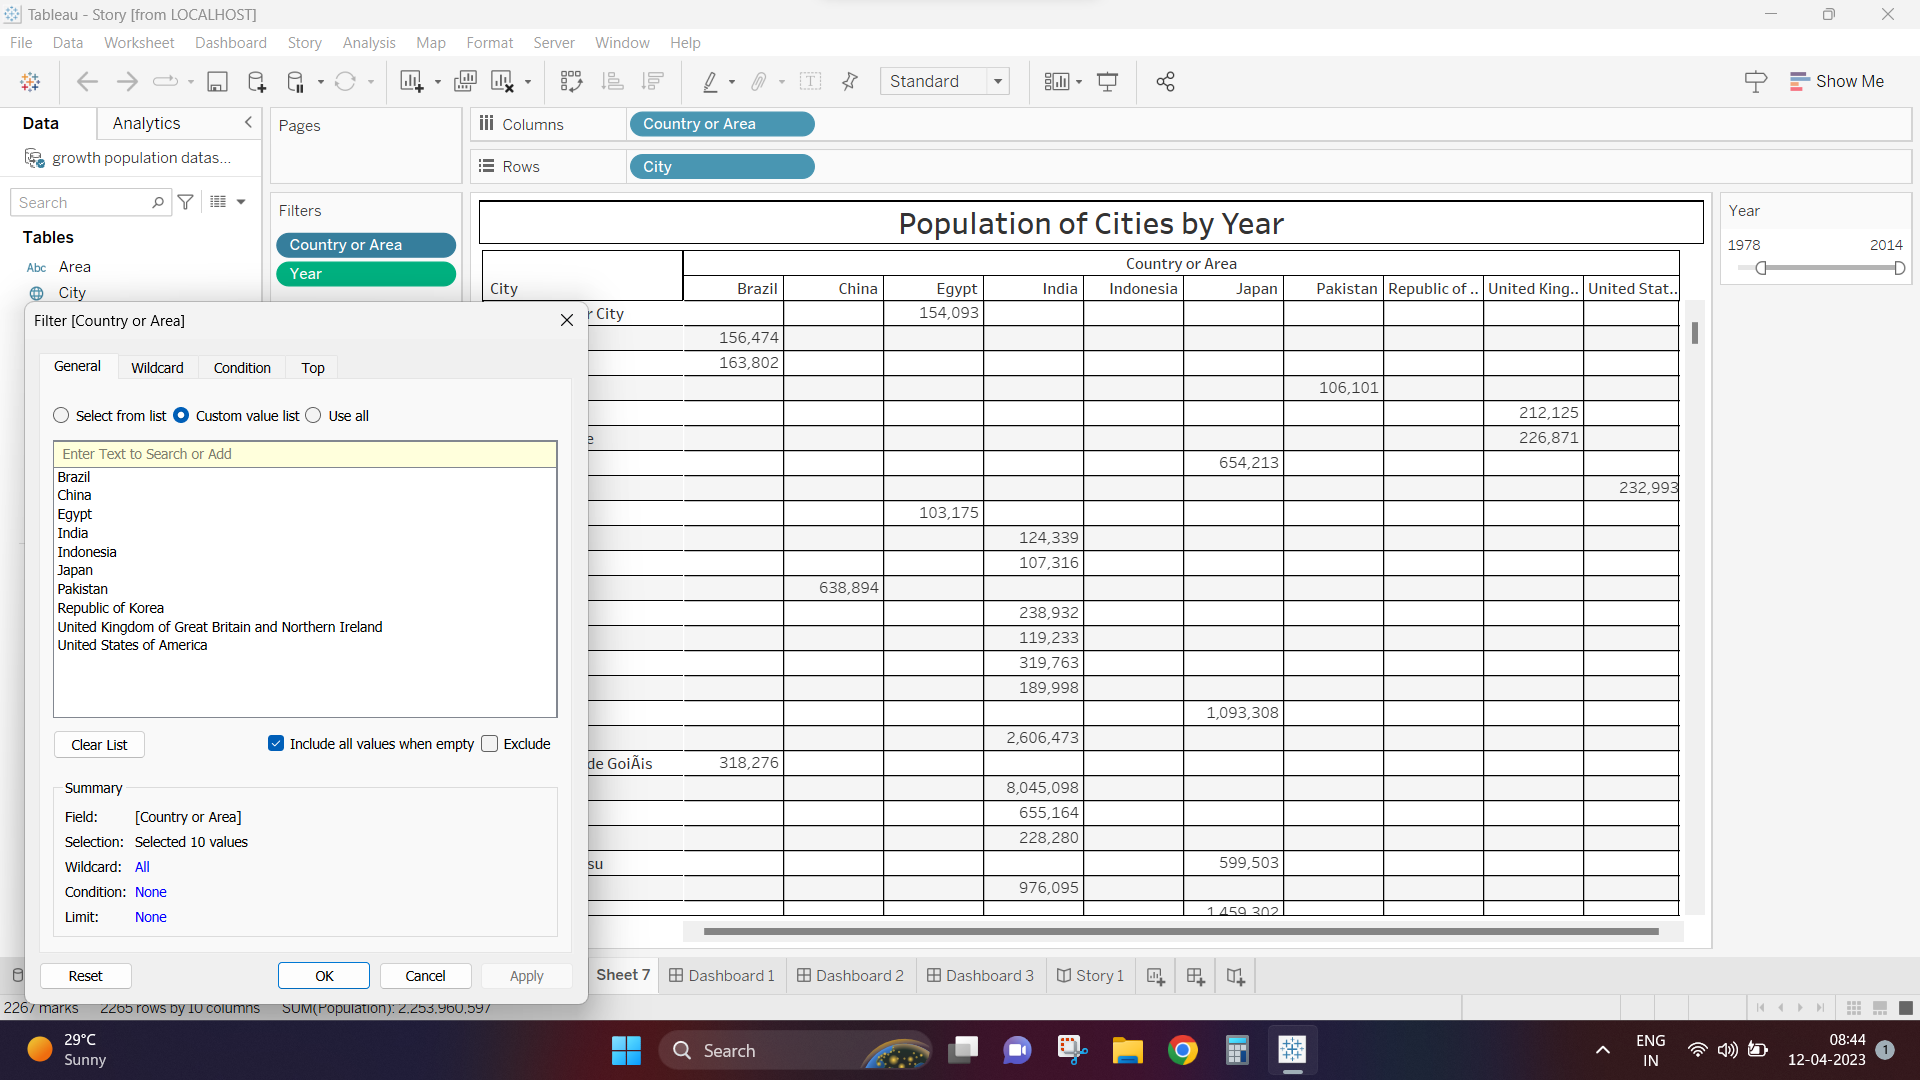 Tableau - Story [from LOCALHOST]
File Data Worksheet Dashboard Story Analysis Map Format Server Window Help
Standard
Show Me
Data
Analytics
growth population datas...
Search
Tables
Abc Area
City
Pages
Filters
Country or Area
Year
Columns
Country or Area
Rows
City
Population of Cities by Year
Country or Area
City Brazil China Egypt India Indonesia Japan Pakistan Republic of .. United King.. United Stat..
r City 154,093
156,474
163,802
106,101
212,125
e 226,871
654,213
232,993
103,175
124,339
107,316
638,894
238,932
119,233
319,763
189,998
1,093,308
2,606,473
de GoiÃis 318,276
8,045,098
655,164
228,280
su 599,503
976,095
1,459,302
Year
1978 2014
Filter [Country or Area]
General Wildcard Condition Top
Select from list Custom value list Use all
Enter Text to Search or Add
Brazil
China
Egypt
India
Indonesia
Japan
Pakistan
Republic of Korea
United Kingdom of Great Britain and Northern Ireland
United States of America
Clear List
Include all values when empty Exclude
Summary
Field: [Country or Area]
Selection: Selected 10 values
Wildcard: All
Condition: None
Limit: None
Reset OK Cancel Apply
Sheet 7 Dashboard 1 Dashboard 2 Dashboard 3 Story 1
2267 marks 2265 rows by 10 columns SUM(Population): 2,253,960,597
29°C
Sunny
Search
ENG
IN
08:44
12-04-2023
1